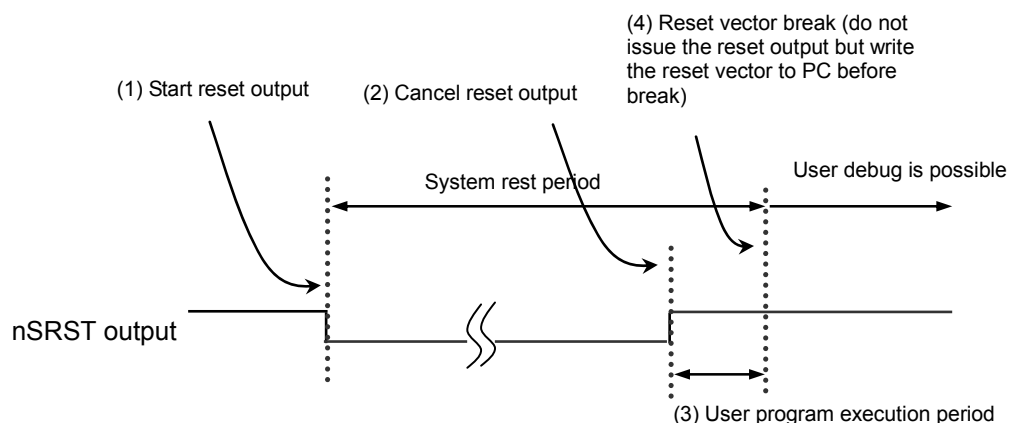 (4) Reset vector break (do not
issue the reset output but write
the reset vector to PC before
break)
(1) Start reset output
(2) Cancel reset output
System rest period
User debug is possible
nSRST output
(3) User program execution period